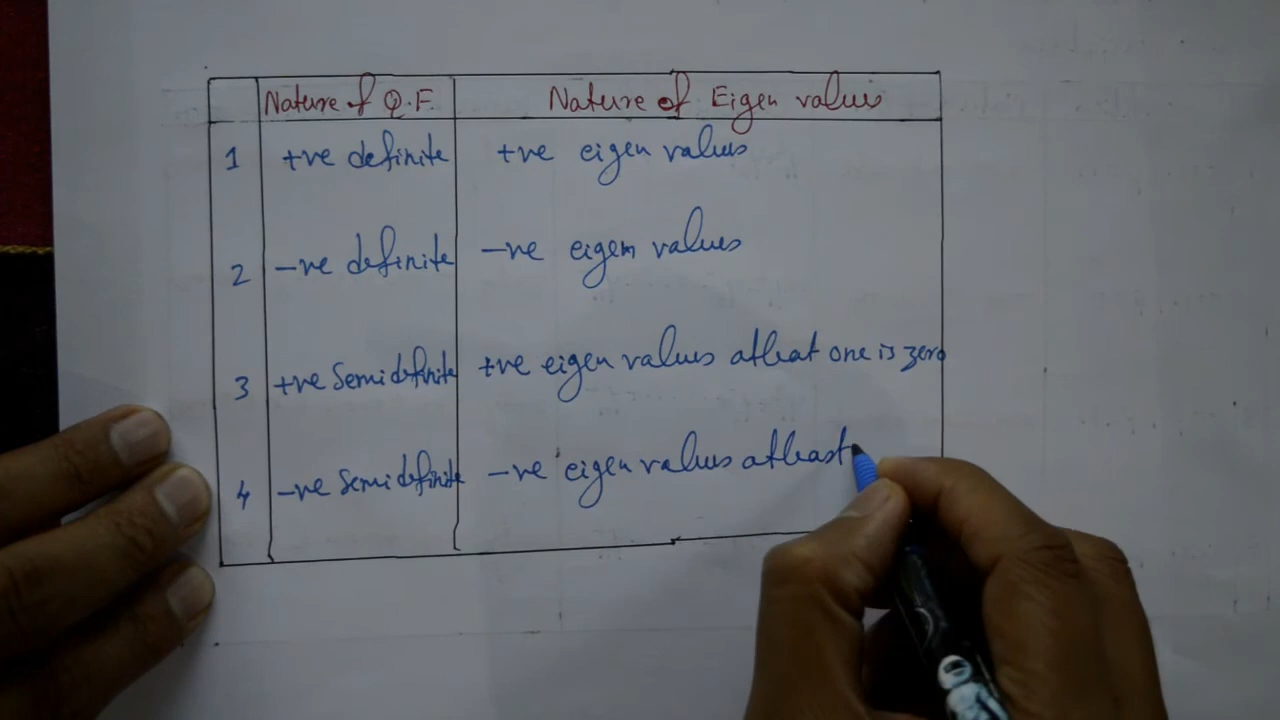 Nature of Q.F. Nature of Eigen values
1 +ve definite +ve eigen values
2 -ve definite -ve eigen values
3 +ve Semidefinite +ve eigen values atleat one is zero
4 -ve Semidefinite -ve eigen values atleast